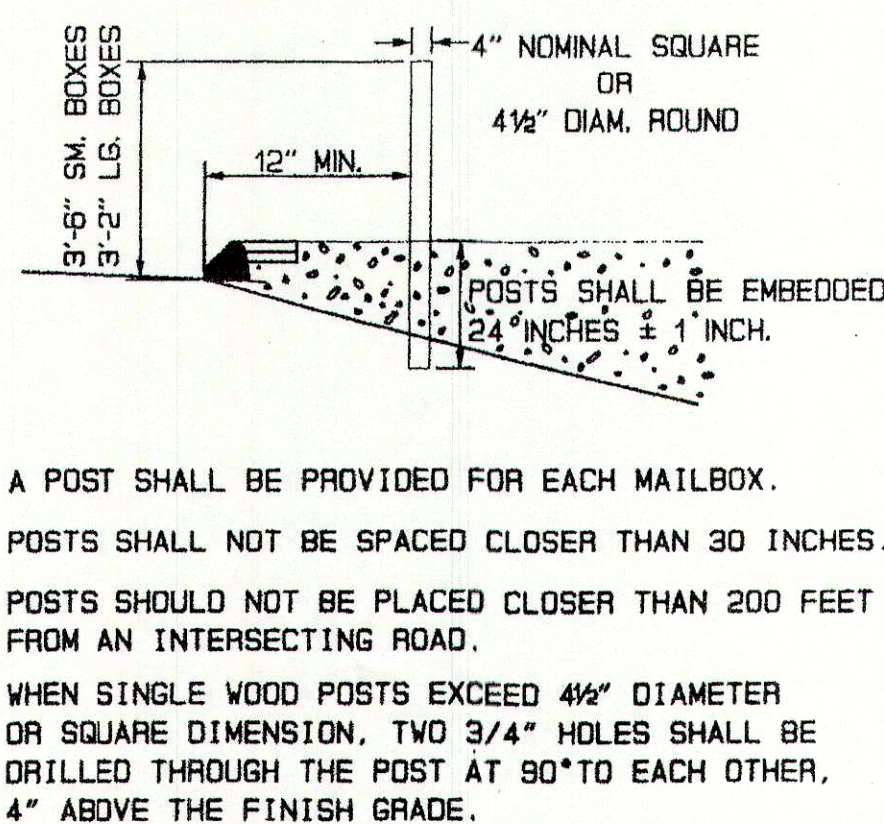 3'-6" SM. BOXES
3'-2" LG. BOXES
4" NOMINAL SQUARE
OR
4½" DIAM. ROUND
12" MIN.
POSTS SHALL BE EMBEDDED
24 INCHES ± 1 INCH.
A POST SHALL BE PROVIDED FOR EACH MAILBOX.
POSTS SHALL NOT BE SPACED CLOSER THAN 30 INCHES.
POSTS SHOULD NOT BE PLACED CLOSER THAN 200 FEET
FROM AN INTERSECTING ROAD.
WHEN SINGLE WOOD POSTS EXCEED 4½" DIAMETER
OR SQUARE DIMENSION, TWO 3/4" HOLES SHALL BE
DRILLED THROUGH THE POST AT 90° TO EACH OTHER,
4" ABOVE THE FINISH GRADE.